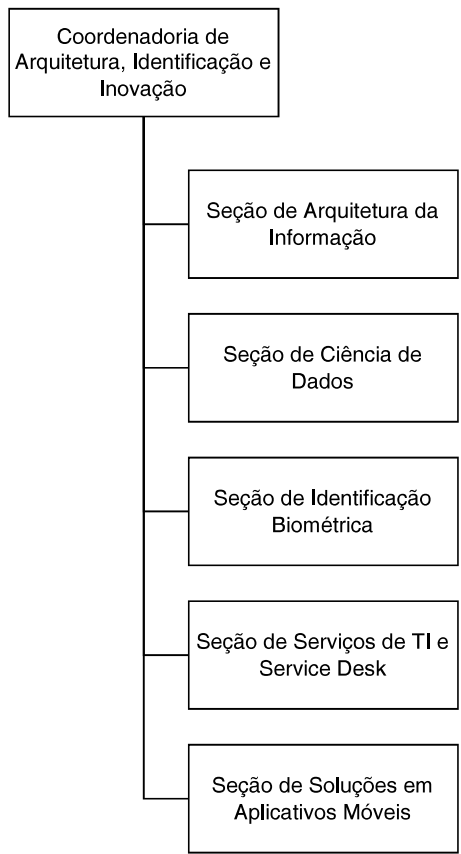 Coordenadoria de
Arquitetura, Identificação e
Inovação
Seção de Arquitetura da
Informação
Seção de Ciência de
Dados
Seção de Identificação
Biométrica
Seção de Serviços de TI e
Service Desk
Seção de Soluções em
Aplicativos Móveis